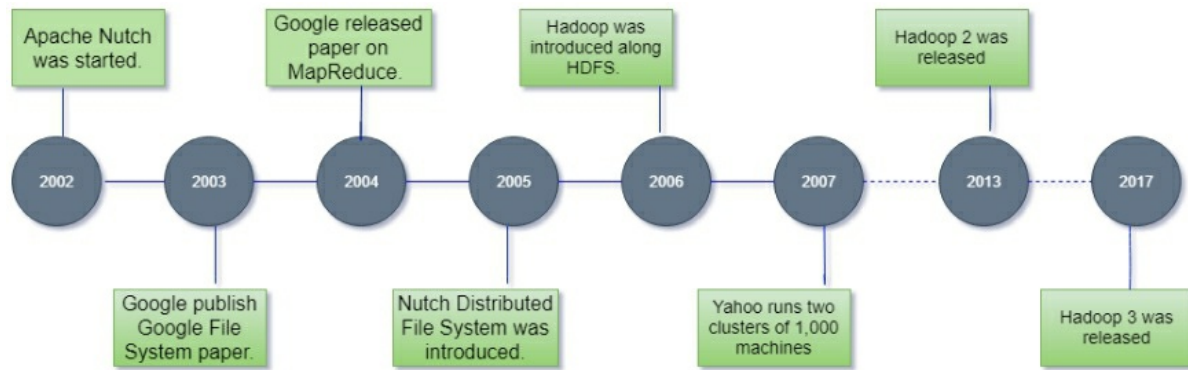 Apache Nutch
was started.
Google released
paper on
MapReduce.
Hadoop was
introduced along
HDFS.
Hadoop 2 was
released
2002
2003
2004
2005
2006
2007
2013
2017
Google publish
Google File
System paper.
Nutch Distributed
File System was
introduced.
Yahoo runs two
clusters of 1,000
machines
Hadoop 3 was
released